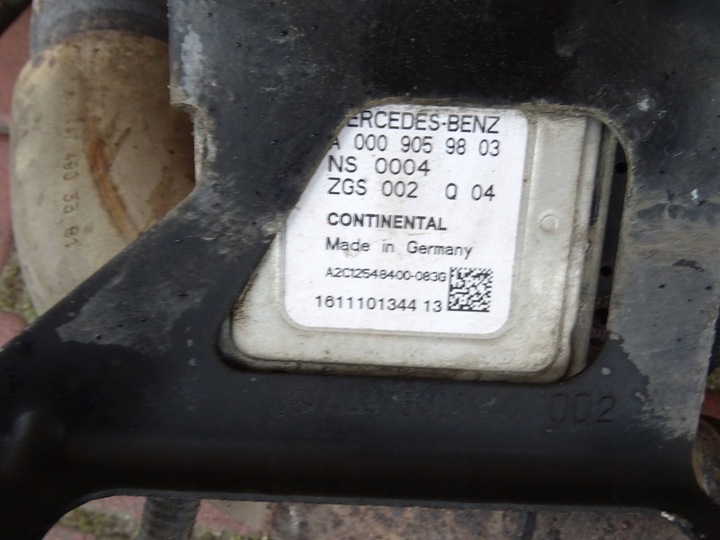 MERCEDES-BENZ
A 000 905 98 03
NS 0004
ZGS 002 Q 04
CONTINENTAL
Made in Germany
A2C12548400-083G
1611101344 13
002